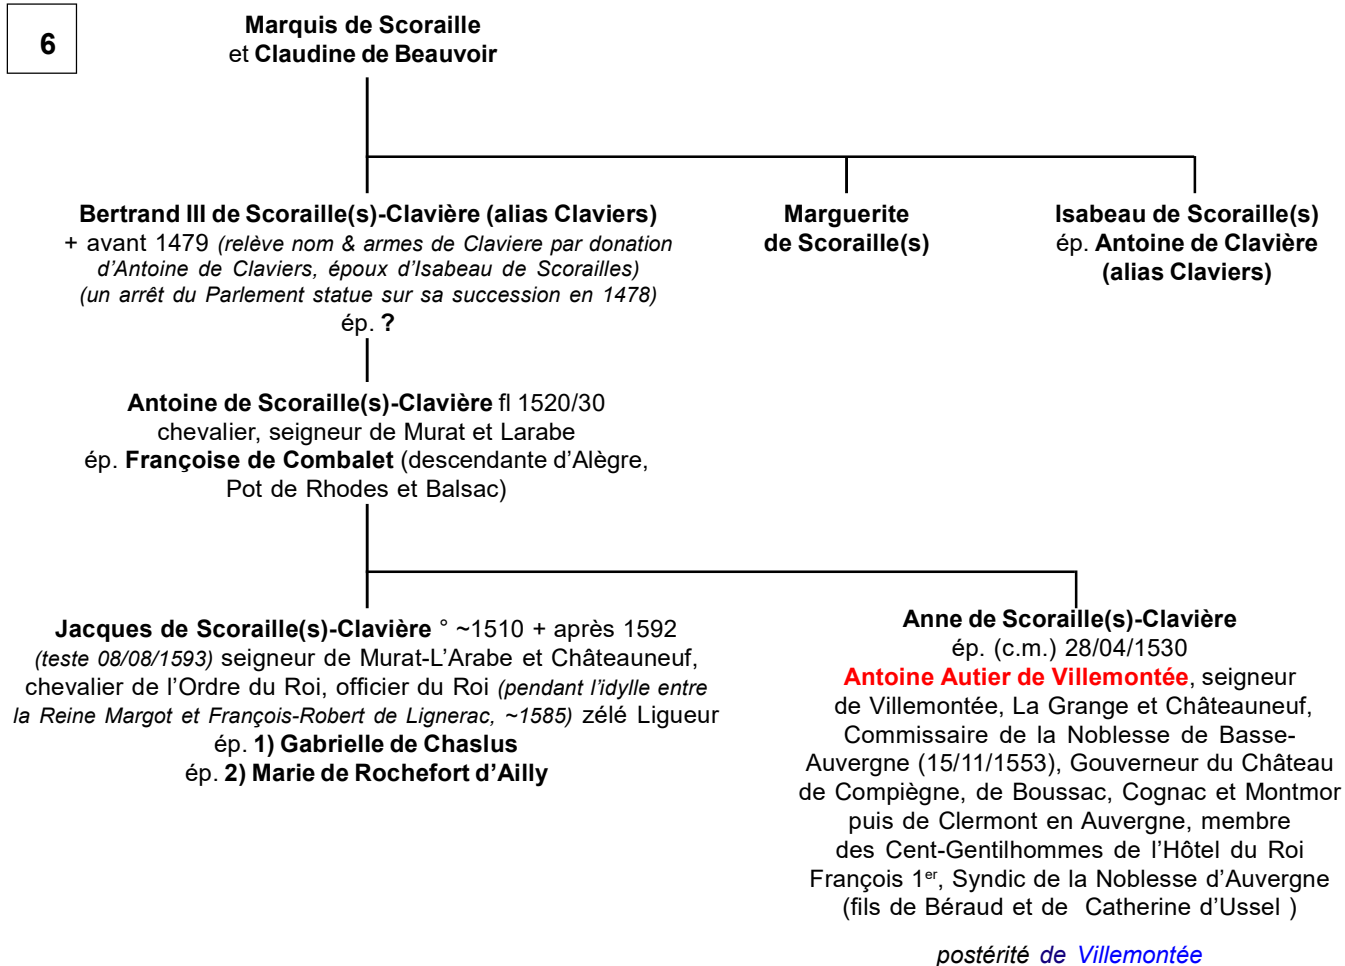 6
Marquis de Scoraille
et Claudine de Beauvoir
Bertrand III de Scoraille(s)-Clavière (alias Claviers)
+ avant 1479 (relève nom & armes de Claviere par donation
d'Antoine de Claviers, époux d'Isabeau de Scorailles)
(un arrêt du Parlement statue sur sa succession en 1478)
ép. ?
Marguerite
de Scoraille(s)
Isabeau de Scoraille(s)
ép. Antoine de Clavière
(alias Claviers)
Antoine de Scoraille(s)-Clavière fl 1520/30
chevalier, seigneur de Murat et Larabe
ép. Françoise de Combalet (descendante d'Alègre,
Pot de Rhodes et Balsac)
Jacques de Scoraille(s)-Clavière ° ~1510 + après 1592
(teste 08/08/1593) seigneur de Murat-L'Arabe et Châteauneuf,
chevalier de l'Ordre du Roi, officier du Roi (pendant l'idylle entre
la Reine Margot et François-Robert de Lignerac, ~1585) zélé Ligueur
ép. 1) Gabrielle de Chaslus
ép. 2) Marie de Rochefort d'Ailly
Anne de Scoraille(s)-Clavière
ép. (c.m.) 28/04/1530
Antoine Autier de Villemontée, seigneur
de Villemontée, La Grange et Châteauneuf,
Commissaire de la Noblesse de Basse-
Auvergne (15/11/1553), Gouverneur du Château
de Compiègne, de Boussac, Cognac et Montmor
puis de Clermont en Auvergne, membre
des Cent-Gentilhommes de l'Hôtel du Roi
François 1er, Syndic de la Noblesse d'Auvergne
(fils de Béraud et de Catherine d'Ussel )
postérité de Villemontée